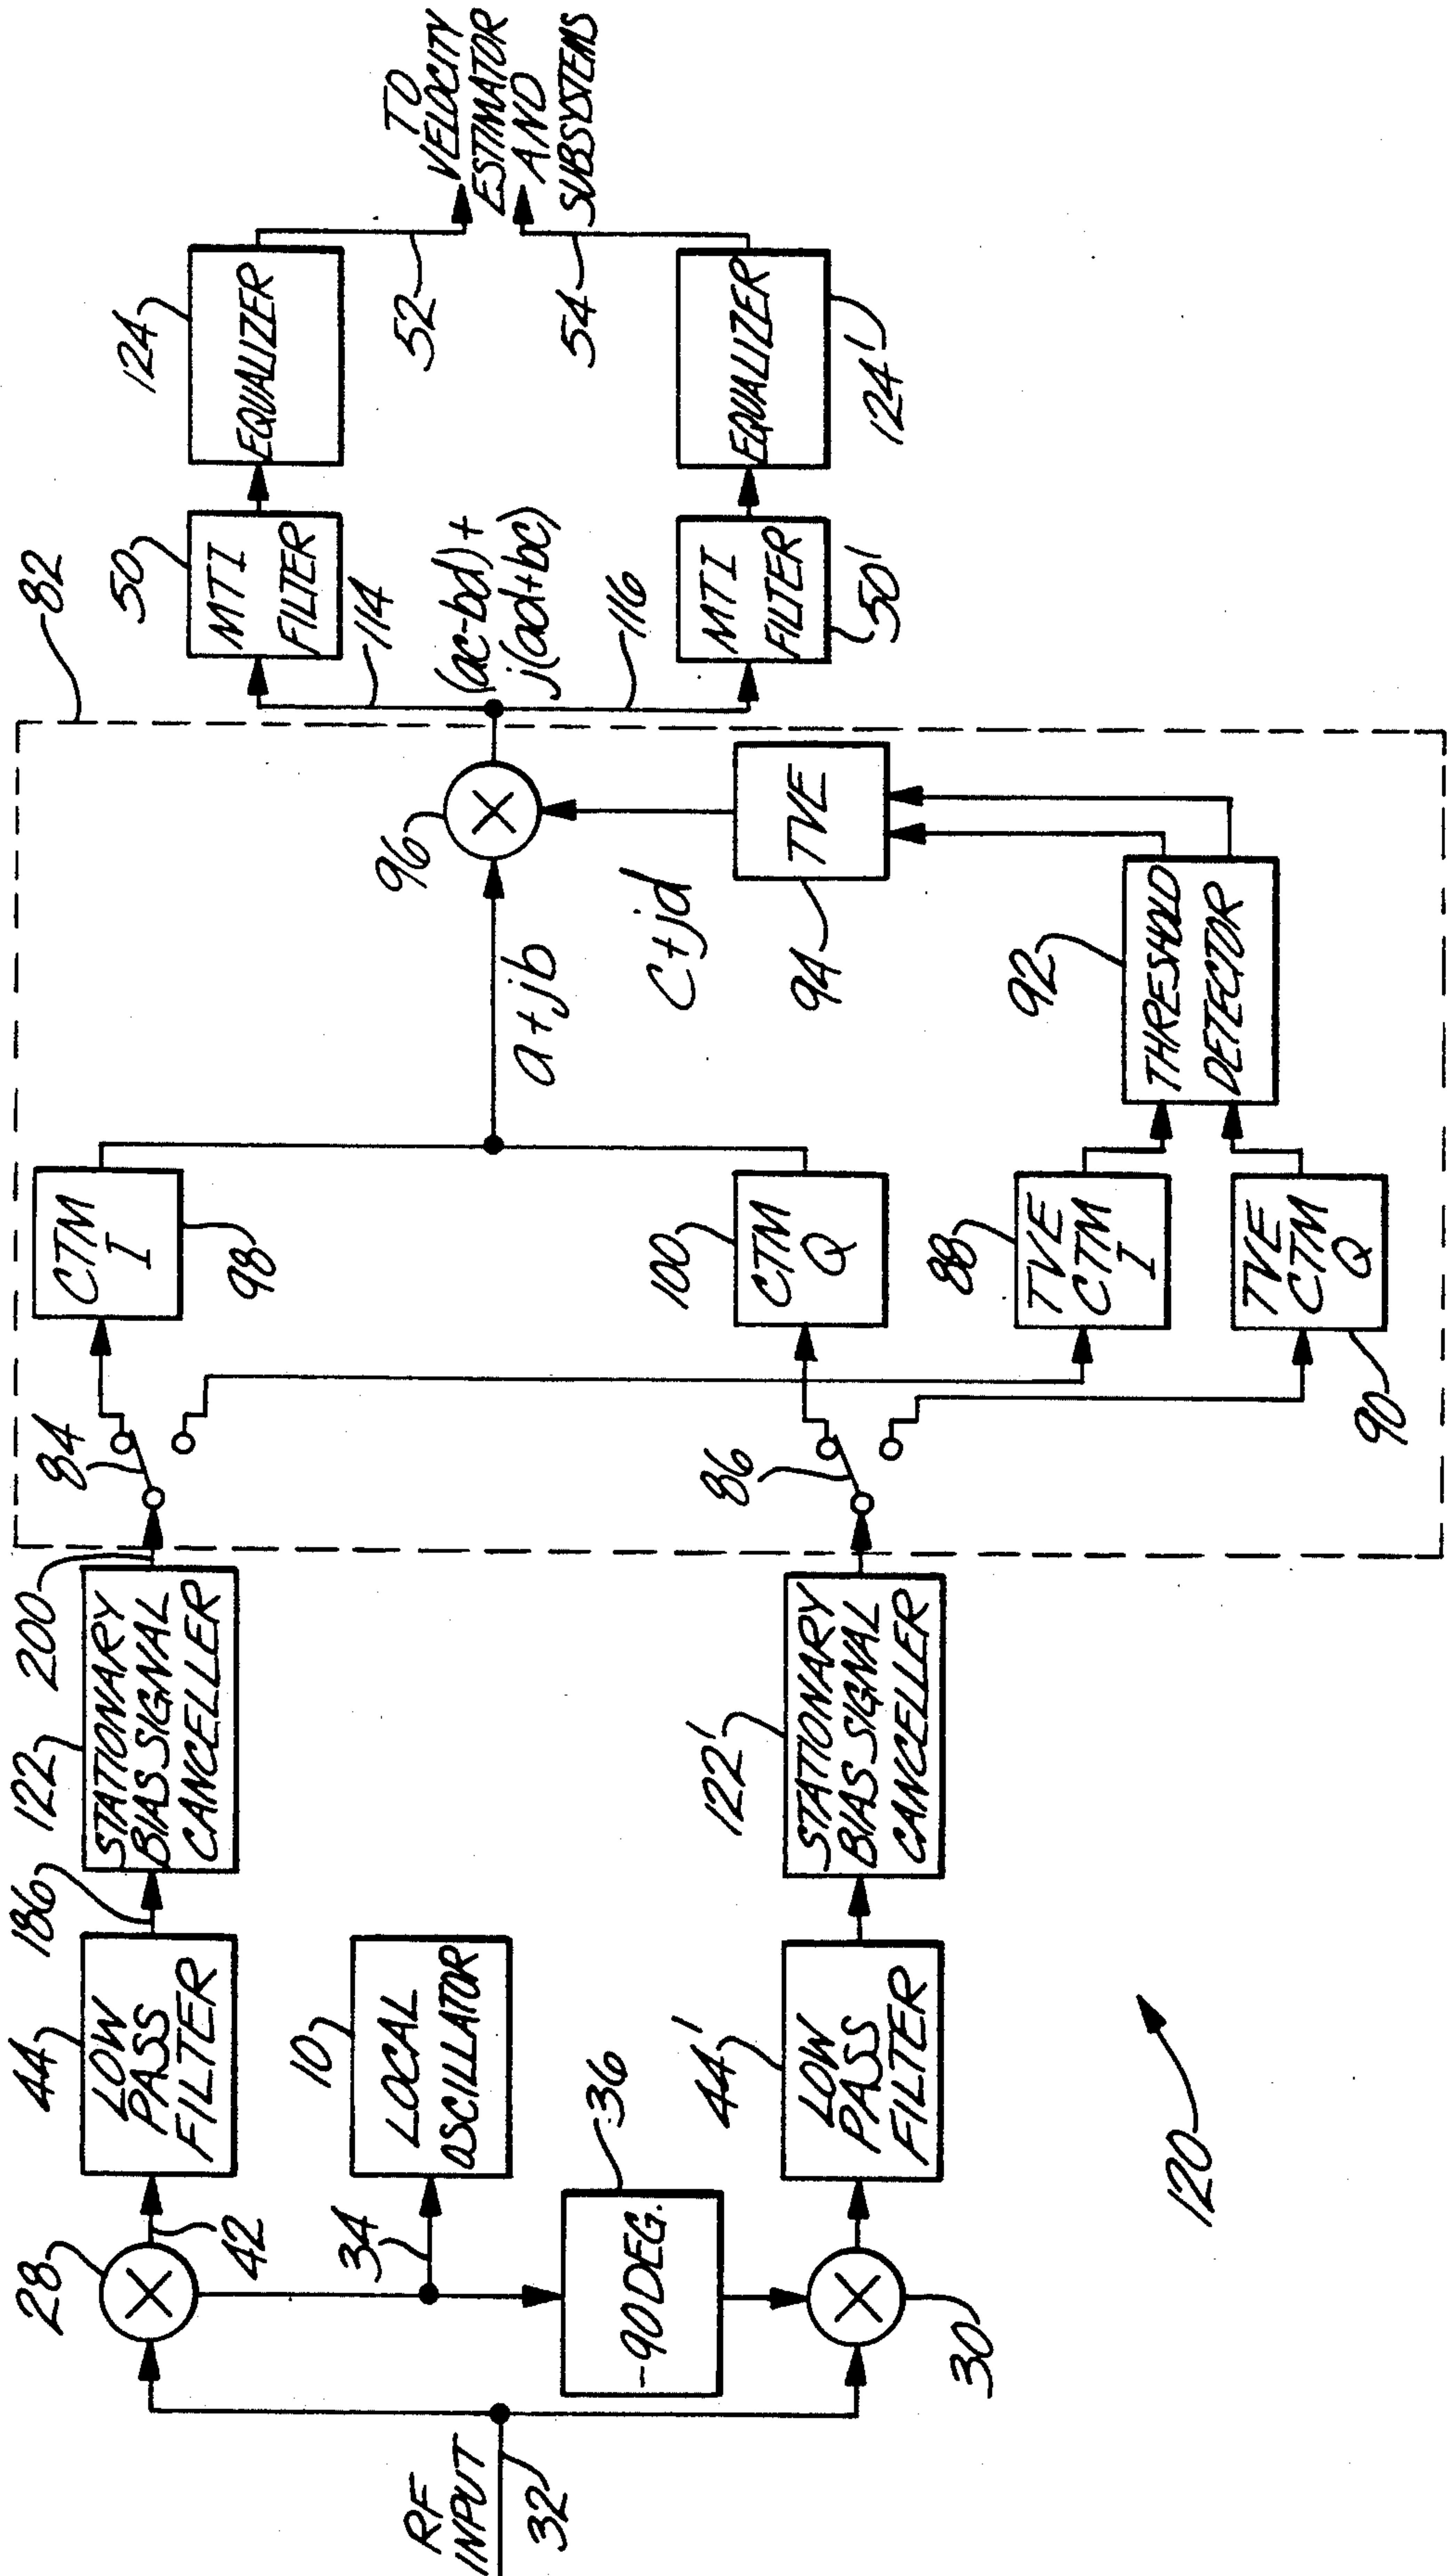 RF
INPUT
32
28
42
44
LOW
PASS
FILTER
186
122
STATIONARY
BIAS SIGNAL
CANCELLER
200
34
10
LOCAL
OSCILLATOR
36
-90 DEG.
30
44'
LOW
PASS
FILTER
122'
STATIONARY
BIAS SIGNAL
CANCELLER
120
82
84
86
CTM
I
98
100
CTM
Q
88
TVE
CTM
I
TVE
CTM
Q
90
a+jb
96
c+jd
94
TVE
92
THRESHOLD
DETECTOR
(ac-bd)+
j(ad+bc)
114
116
50
MTI
FILTER
MTI
FILTER
50'
124
EQUALIZER
EQUALIZER
124'
52
54
TO
VELOCITY
ESTIMATOR
AND
SUBSYSTEMS